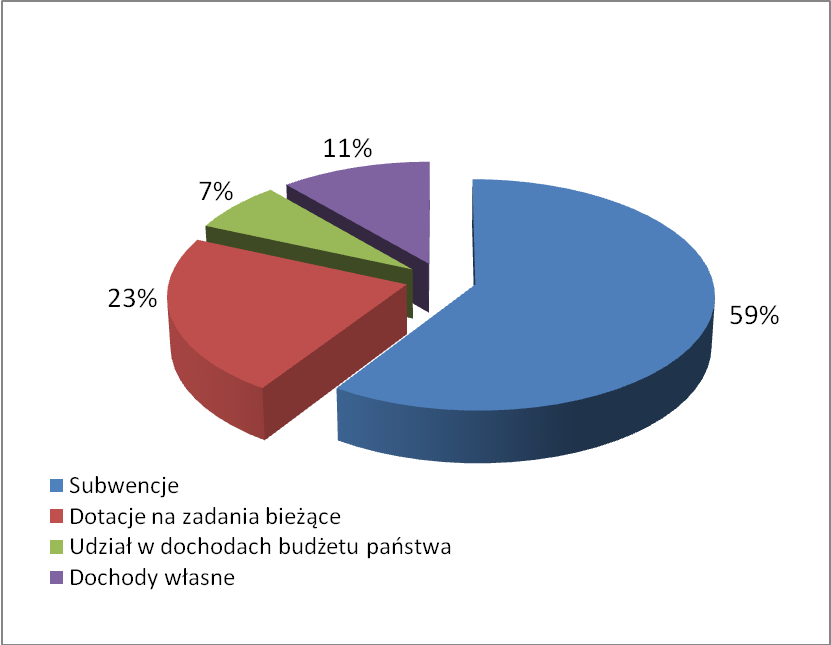 11%
7%
23%
59%
Subwencje
Dotacje na zadania bieżące
Udział w dochodach budżetu państwa
Dochody własne